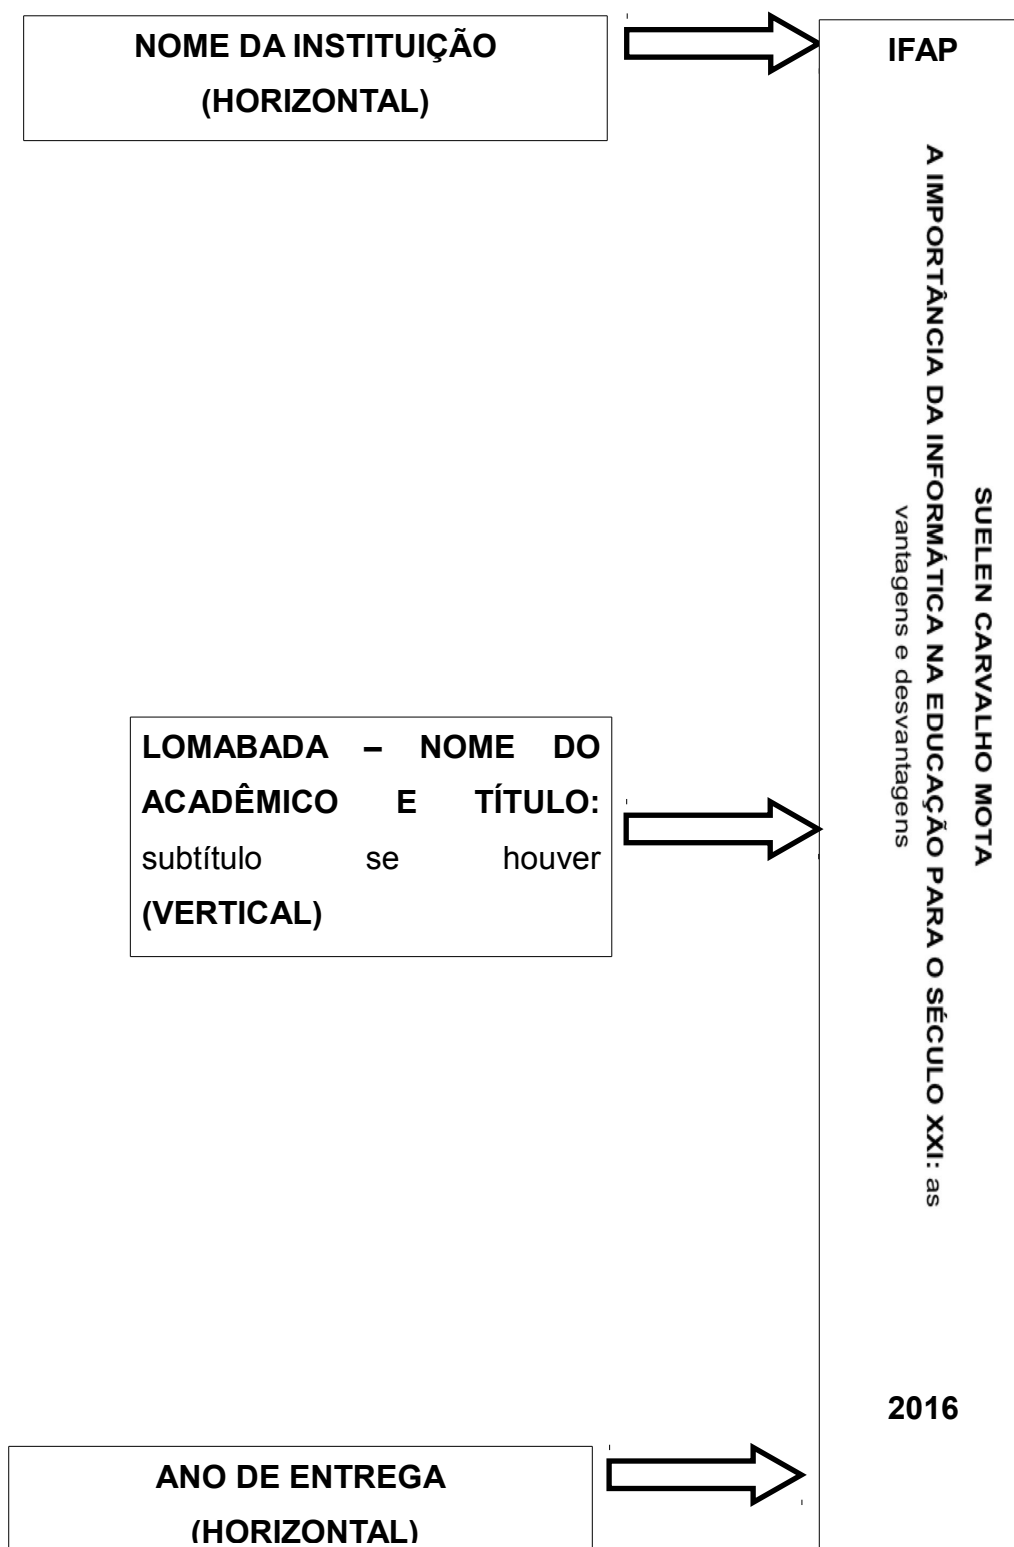 NOME DA INSTITUIÇÃO
(HORIZONTAL)
IFAP
SUELEN CARVALHO MOTA
A IMPORTÂNCIA DA INFORMÁTICA NA EDUCAÇÃO PARA O SÉCULO XXI: as
vantagens e desvantagens
LOMABADA – NOME DO
ACADÊMICO E TÍTULO:
subtítulo se houver
(VERTICAL)
2016
ANO DE ENTREGA
(HORIZONTAL)